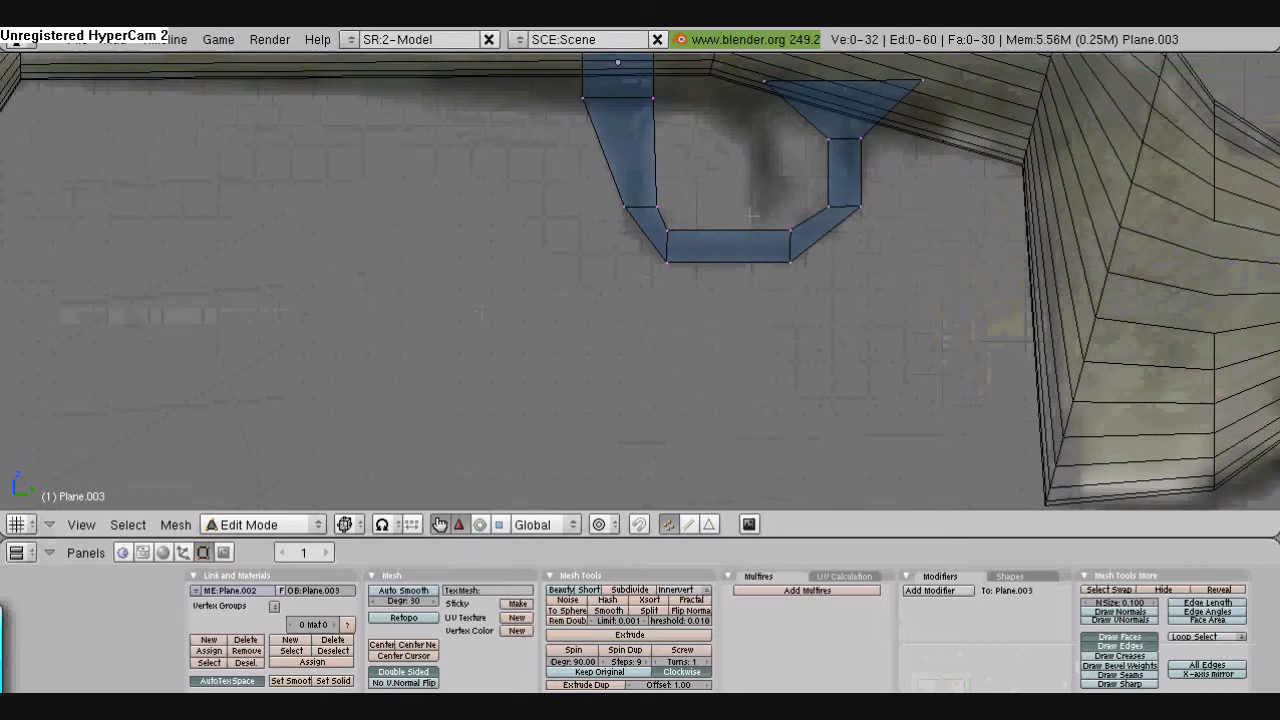 Unregistered HyperCam 2
Timeline Game Render Help SR:2-Model SCE:Scene www.blender.org 249.2 Ve:0-32 | Ed:0-60 | Fa:0-30 | Mem:5.56M (0.25M) Plane.003
z
(1) Plane.003
View Select Mesh Edit Mode Global
Panels 1
Link and Materials Mesh Mesh Tools Multires UV Calculation Modifiers Shapes Mesh Tools More
ME:Plane.002 F OB:Plane.003 Auto Smooth TexMesh: Beauty Short Subdivide Innervert Add Multires Add Modifier To: Plane.003 Select Swap Hide Reveal
Vertex Groups Degr: 30 Sticky Make Noise Hash Xsort Fractal NSize: 0.100 Edge Length
Retopo UV Texture New To Sphere Smooth Split Flip Norma Draw Normals Edge Angles
0 Mat 0 ? Vertex Color New Rem Doub Limit: 0.001 hreshold: 0.010 Draw VNormals Face Area
New Delete New Delete Center Center Ne Extrude Draw Faces Loop Select
Assign Remove Select Deselect Center Cursor Spin Spin Dup Screw Draw Edges
Select Desel. Assign Degr: 90.00 Steps: 9 Turns: 1 Draw Creases
Double Sided Keep Original Clockwise Draw Bevel Weights All Edges
AutoTexSpace Set Smoot Set Solid No V.Normal Flip Extrude Dup Offset: 1.00 Draw Seams X-axis mirror
Draw Sharp